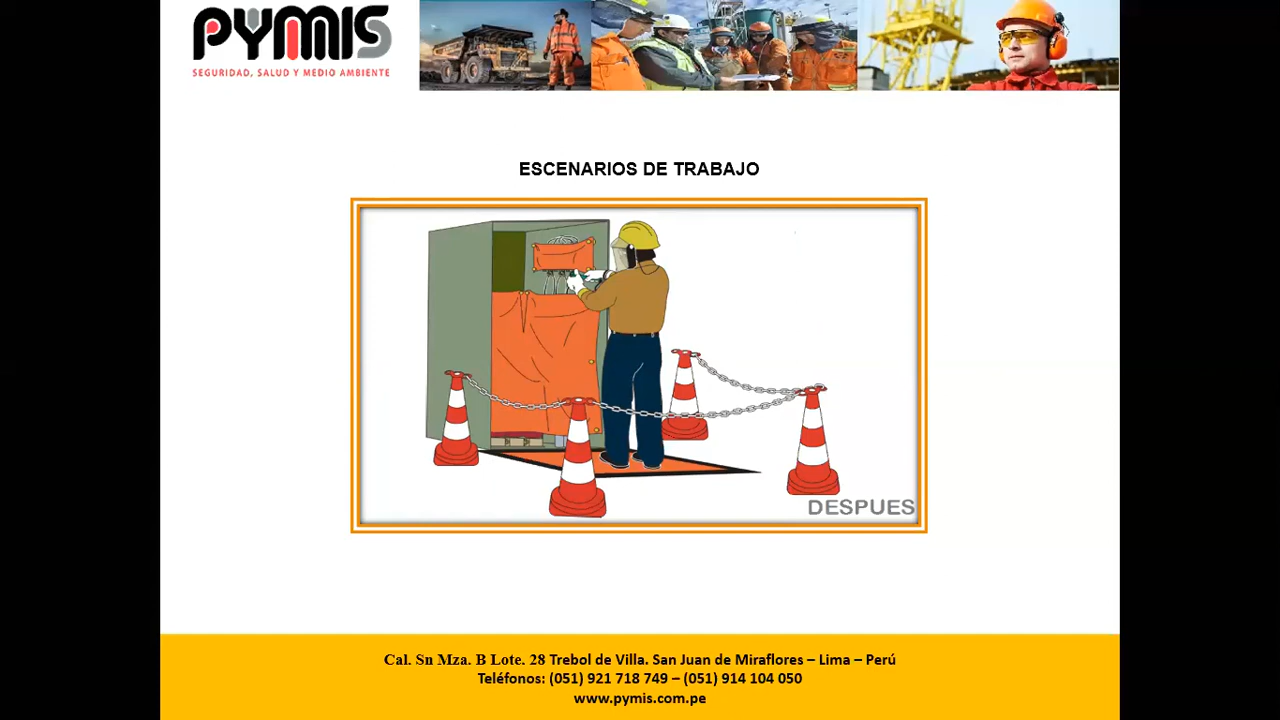 PYMIS
SEGURIDAD, SALUD Y MEDIO AMBIENTE
ESCENARIOS DE TRABAJO
DESPUES
Cal. Sn Mza. B Lote. 28 Trebol de Villa. San Juan de Miraflores – Lima – Perú
Teléfonos: (051) 921 718 749 – (051) 914 104 050
www.pymis.com.pe